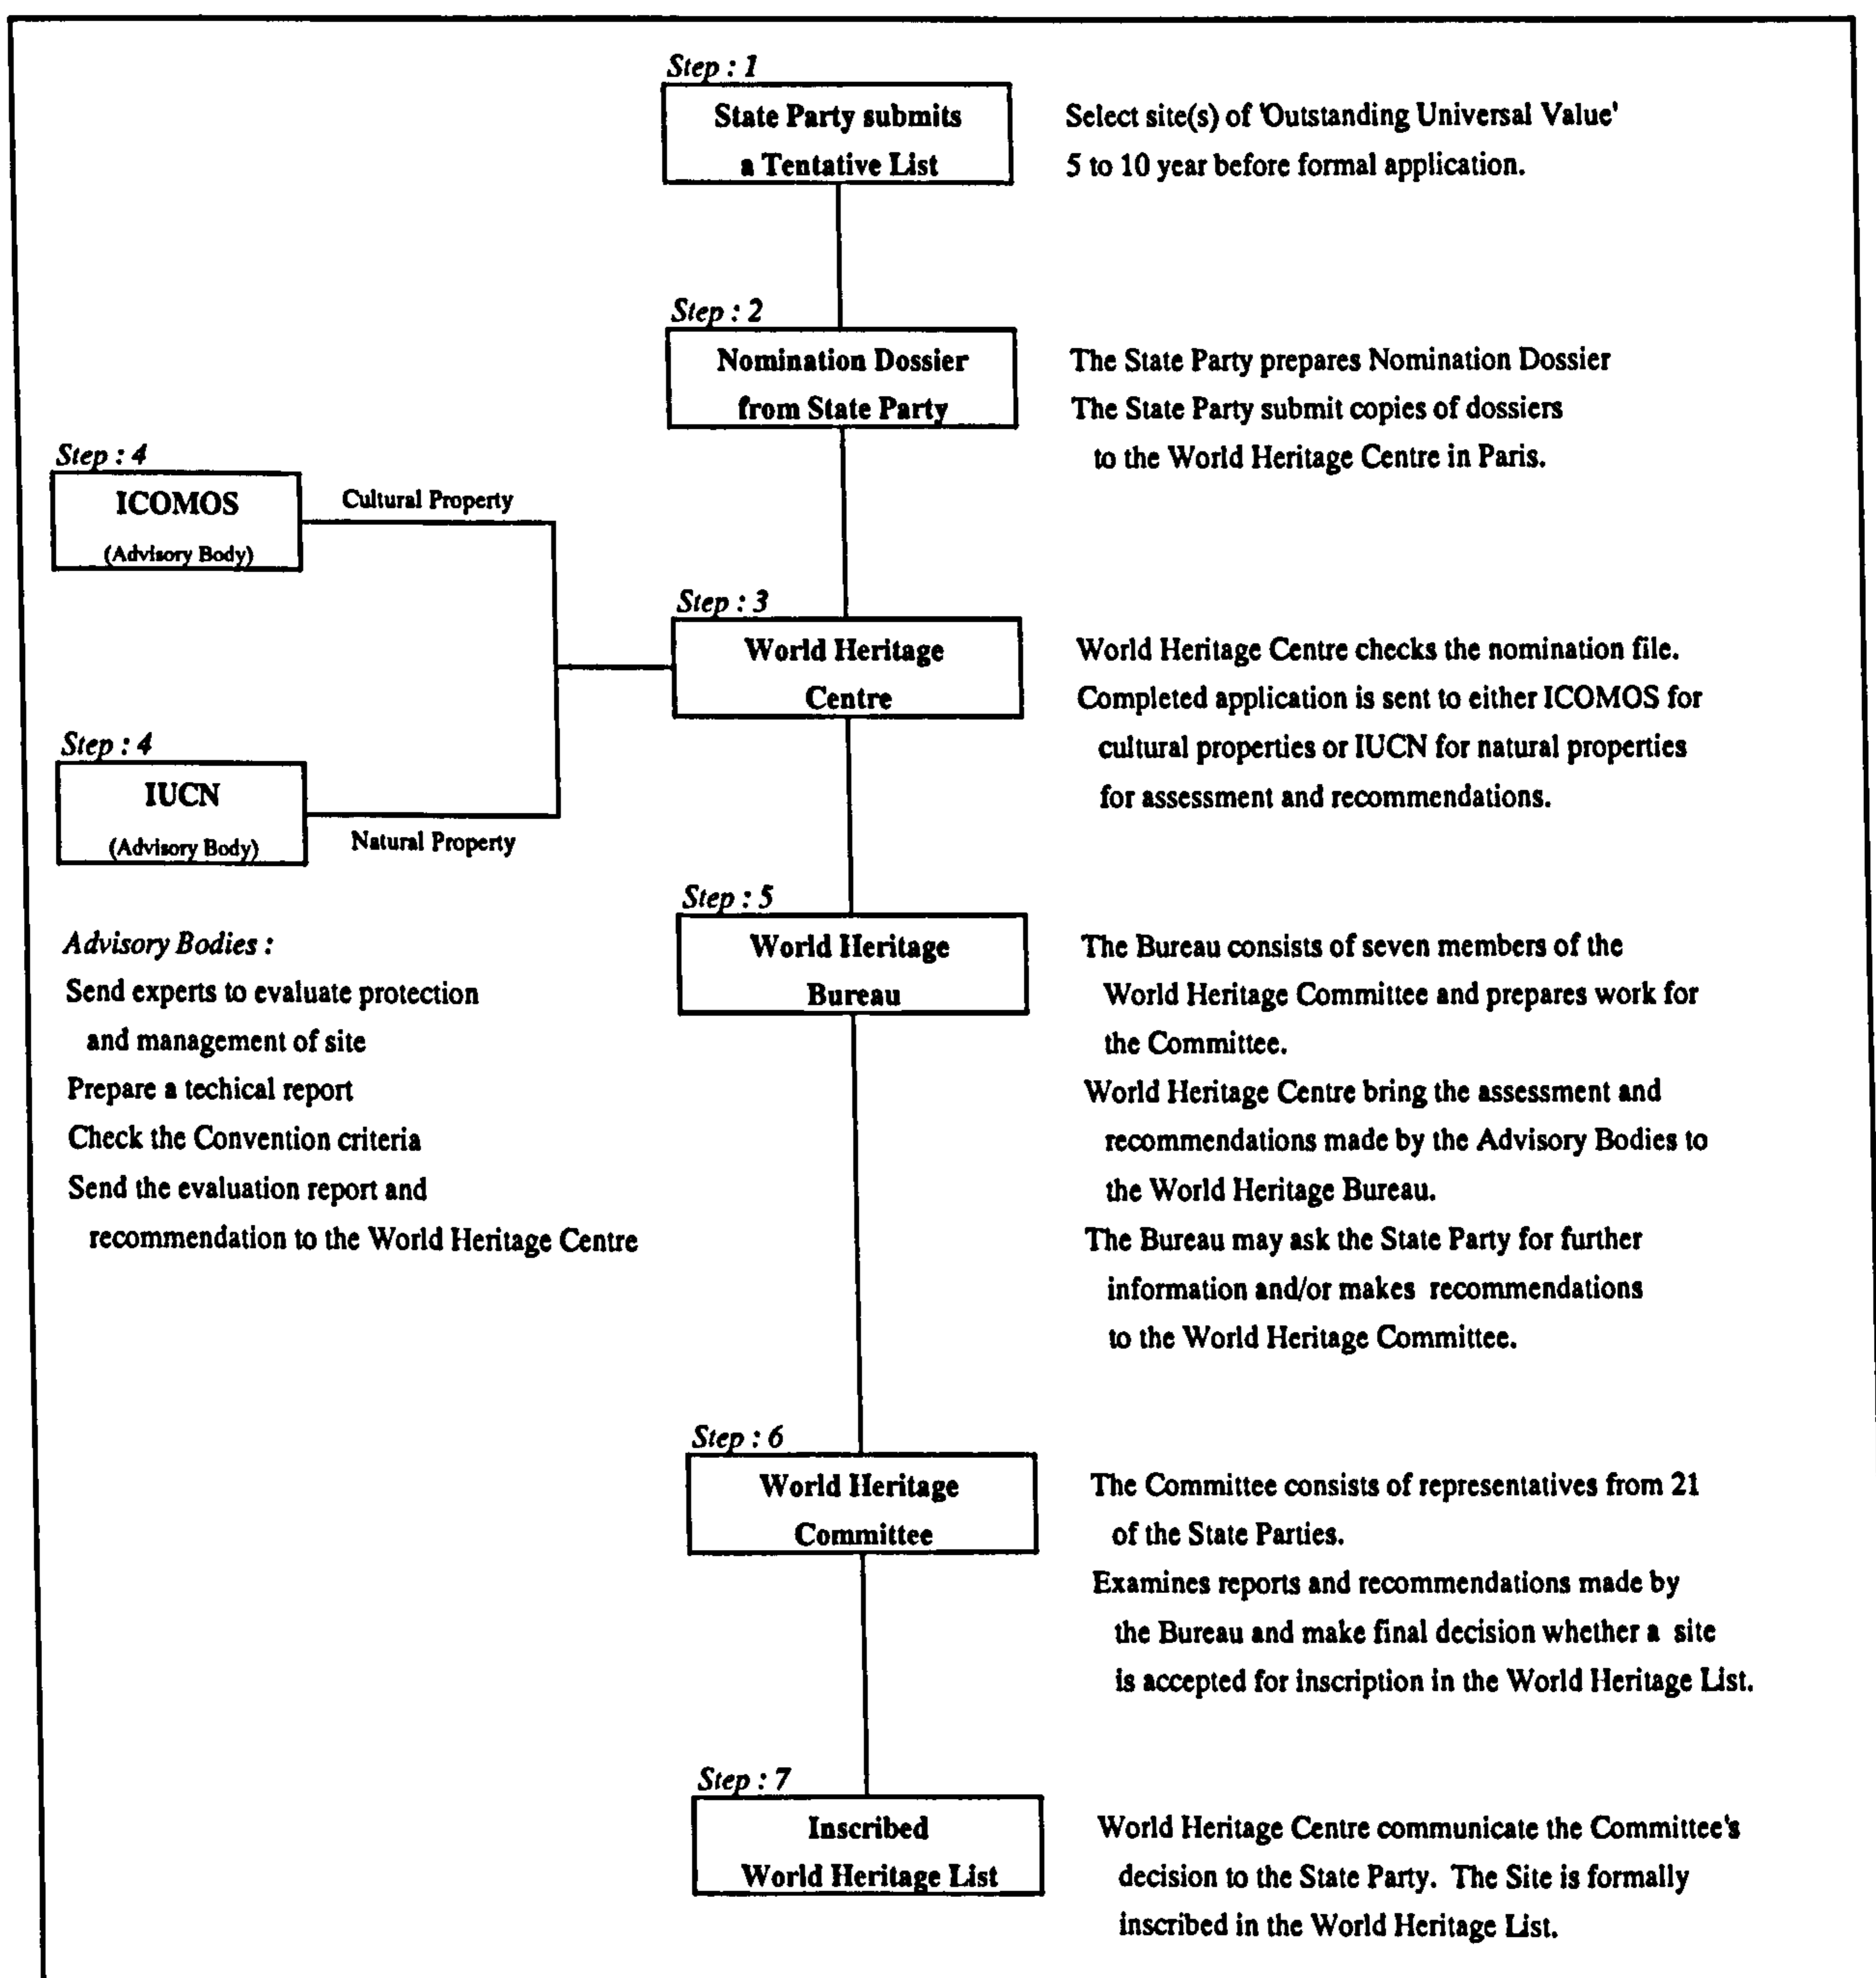 Step : 1
State Party submits
a Tentative List
Select site(s) of 'Outstanding Universal Value'
5 to 10 year before formal application.
Step : 2
Nomination Dossier
from State Party
The State Party prepares Nomination Dossier
The State Party submit copies of dossiers
to the World Heritage Centre in Paris.
Step : 4
ICOMOS
(Advisory Body)
Cultural Property
Step : 3
World Heritage
Centre
World Heritage Centre checks the nomination file.
Completed application is sent to either ICOMOS for
cultural properties or IUCN for natural properties
for assessment and recommendations.
Step : 4
IUCN
(Advisory Body)
Natural Property
Advisory Bodies :
Send experts to evaluate protection
and management of site
Prepare a techical report
Check the Convention criteria
Send the evaluation report and
recommendation to the World Heritage Centre
Step : 5
World Heritage
Bureau
The Bureau consists of seven members of the
World Heritage Committee and prepares work for
the Committee.
World Heritage Centre bring the assessment and
recommendations made by the Advisory Bodies to
the World Heritage Bureau.
The Bureau may ask the State Party for further
information and/or makes recommendations
to the World Heritage Committee.
Step : 6
World Heritage
Committee
The Committee consists of representatives from 21
of the State Parties.
Examines reports and recommendations made by
the Bureau and make final decision whether a site
is accepted for inscription in the World Heritage List.
Step : 7
Inscribed
World Heritage List
World Heritage Centre communicate the Committee's
decision to the State Party. The Site is formally
inscribed in the World Heritage List.